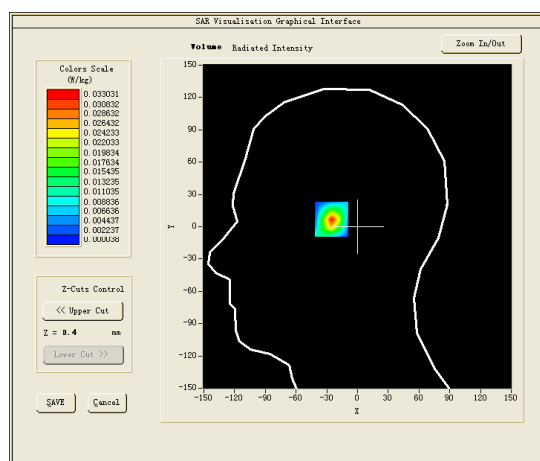 SAR Visualisation Graphical Interface
Volume Radiated Intensity
Zoom In/Out
Colors Scale
(W/kg)
0.033031
0.030832
0.028632
0.026432
0.024233
0.022033
0.019834
0.017634
0.015435
0.013235
0.011035
0.008836
0.006636
0.004437
0.002237
0.000038
Z-Cuts Control
<< Upper Cut
Z = 0.4 mm
Lower Cut >>
SAVE Cancel
150
120
90
60
30
0
-30
-60
-90
-120
-150
Y
-150 -120 -90 -60 -30 0 30 60 90 120 150
X